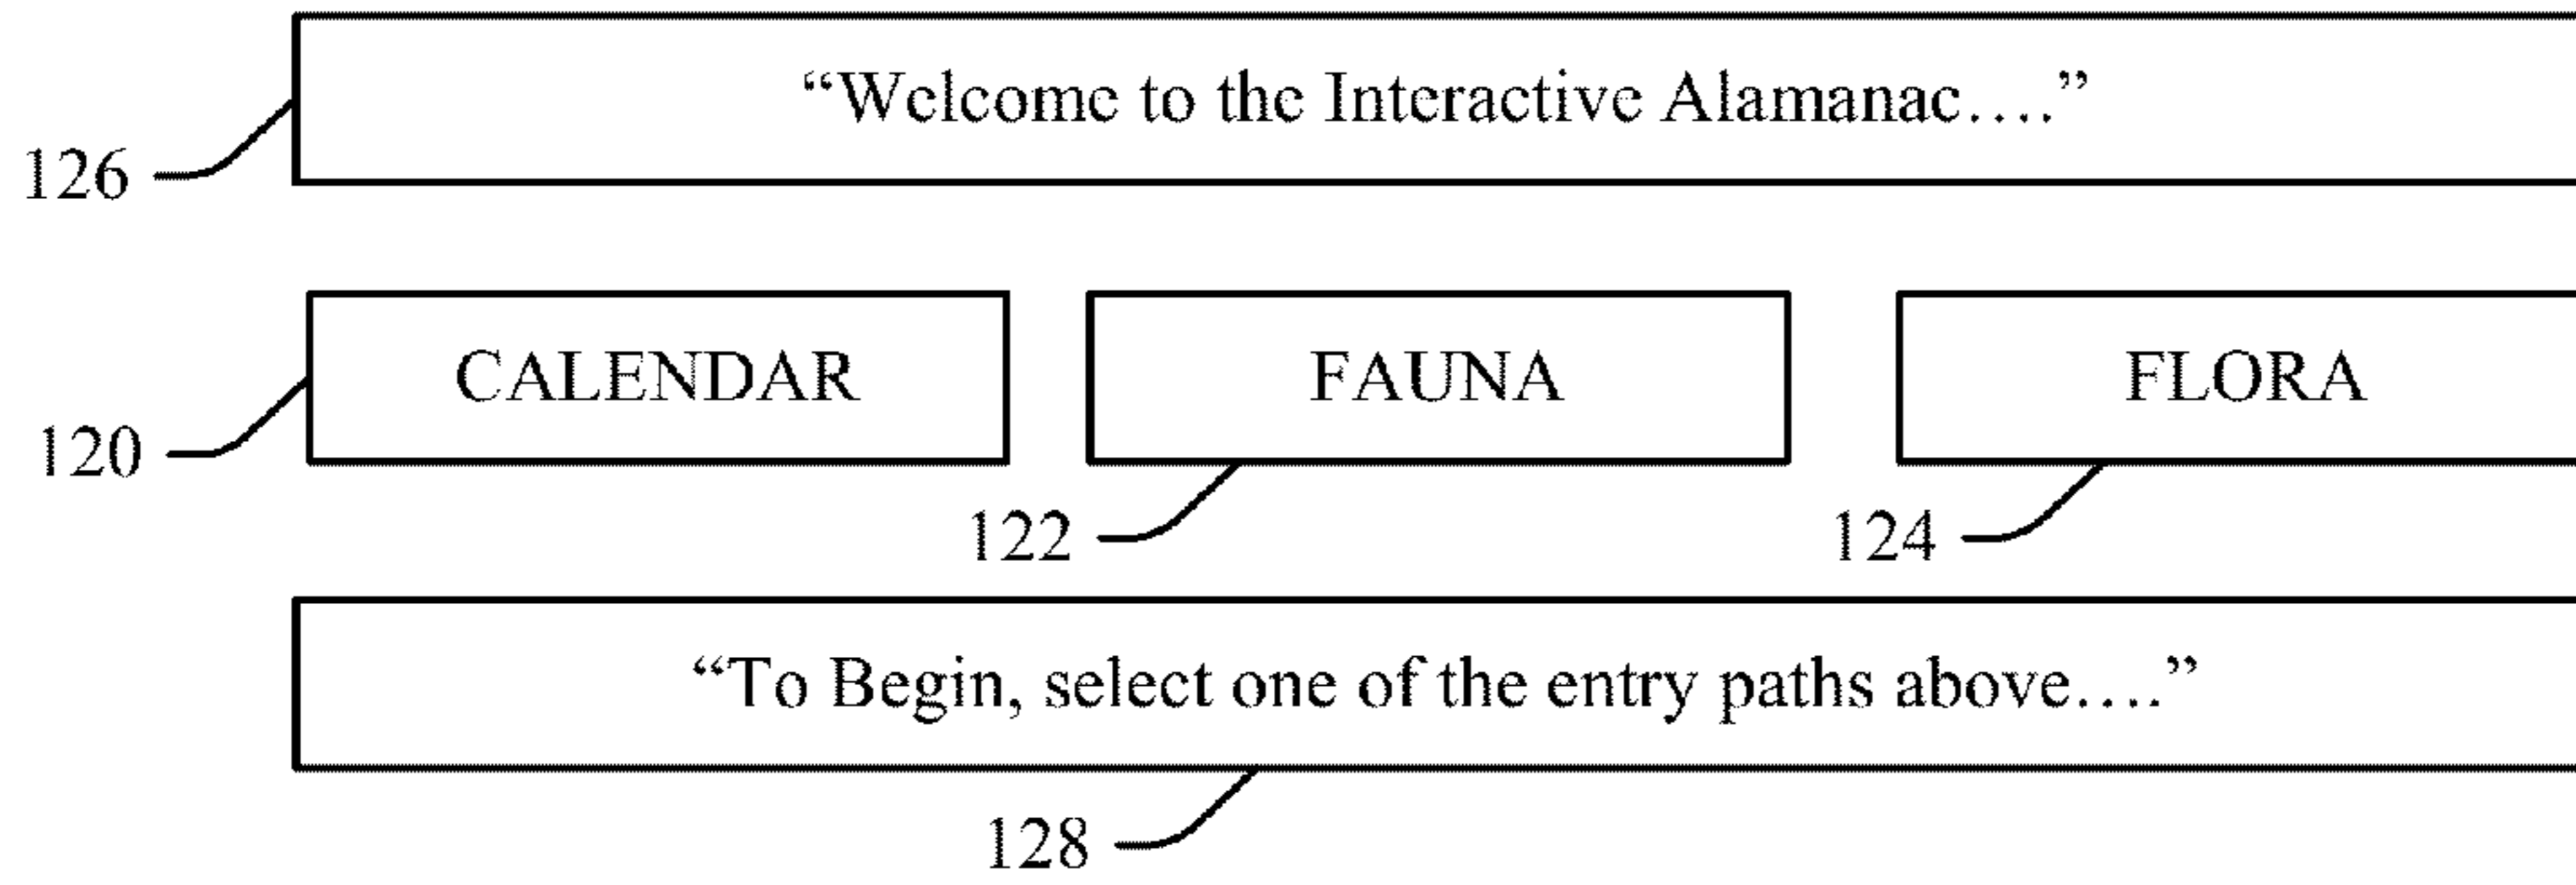 “Welcome to the Interactive Alamanac….”
126
CALENDAR FAUNA FLORA
120
122 124
“To Begin, select one of the entry paths above….”
128